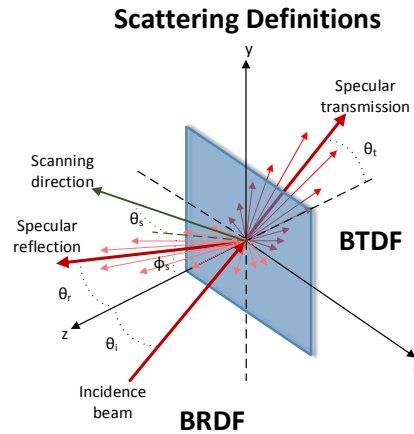 Scattering Definitions
y
Specular
transmission
θt
Scanning
direction
θs
Specular
reflection
BTDF
Φs
θr
z
θi
Incidence
beam
BRDF